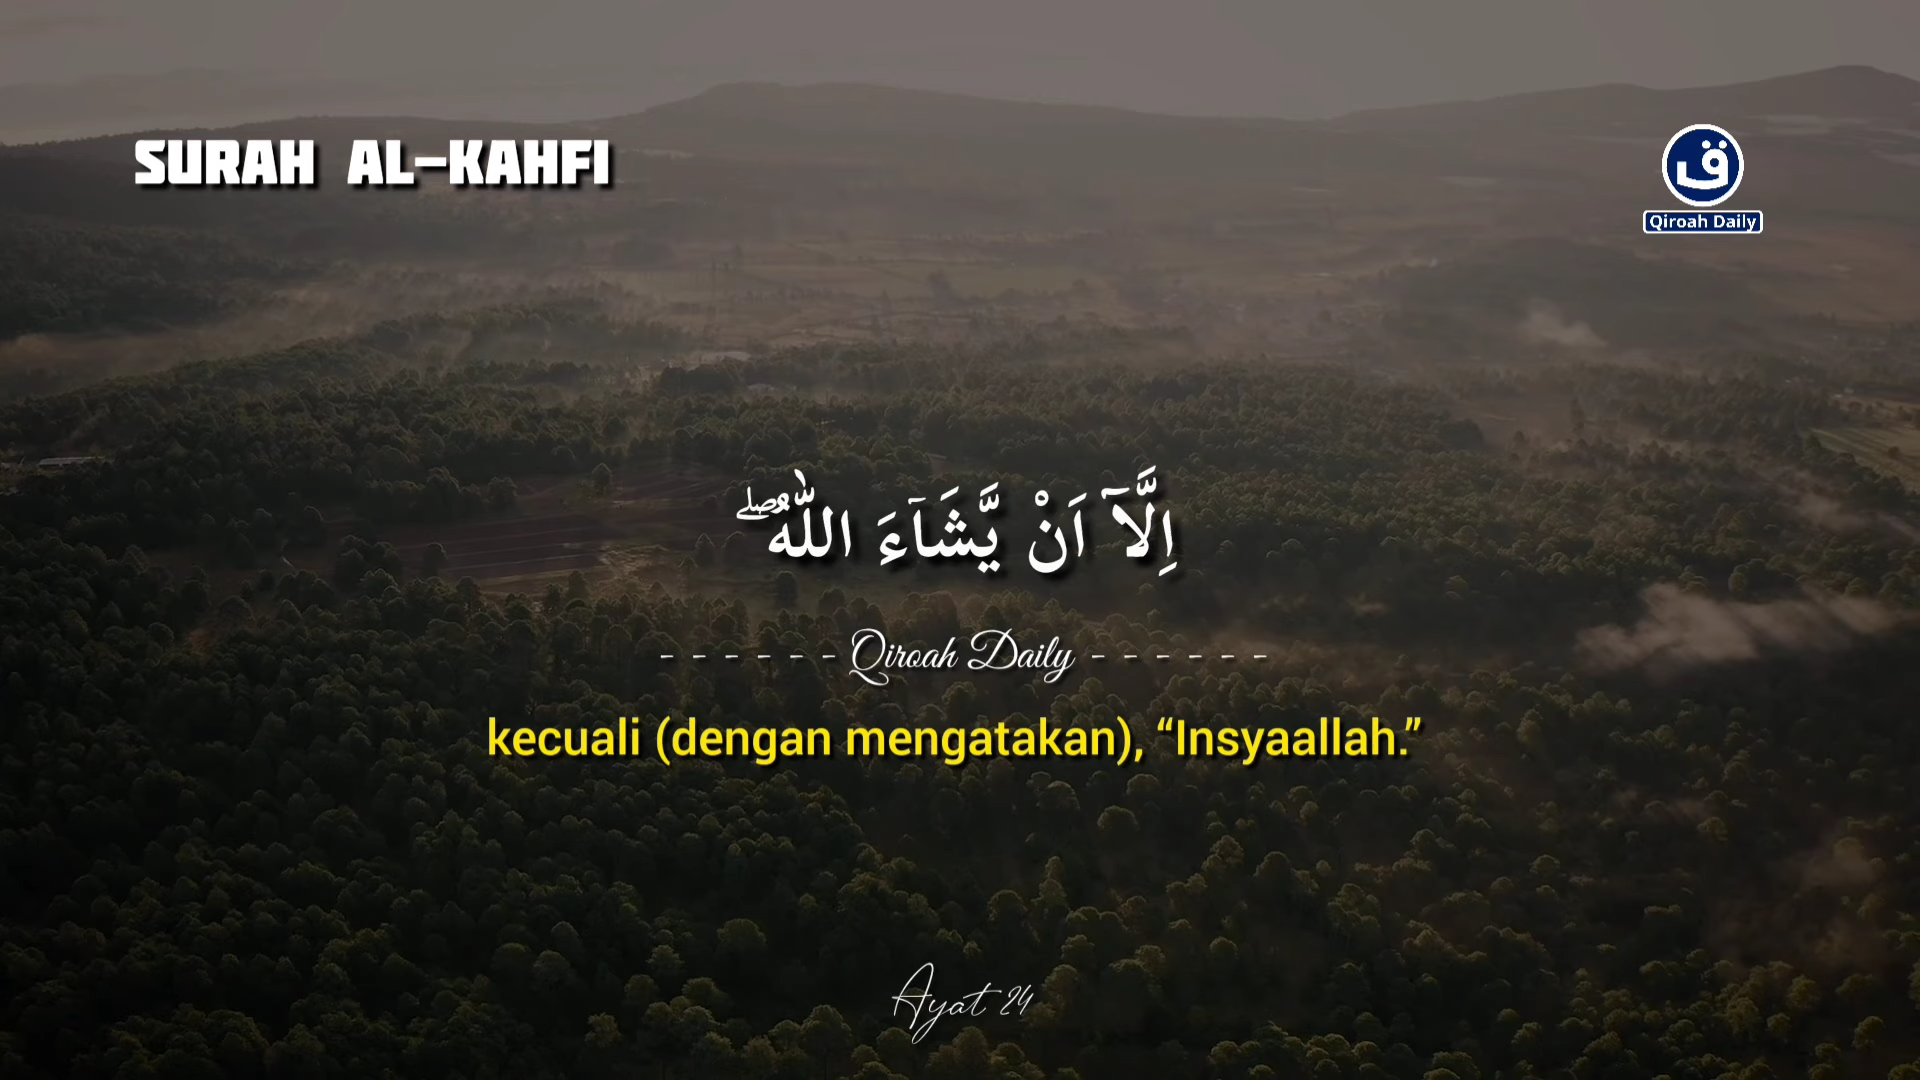 SURAH AL-KAHFI
ق
Qiroah Daily
اِلَّآ اَنْ يَّشَاۤءَ اللّٰهُ ۖ
- - - - - - Qiroah Daily - - - - - -
kecuali (dengan mengatakan), “Insyaallah.”
Ayat 24